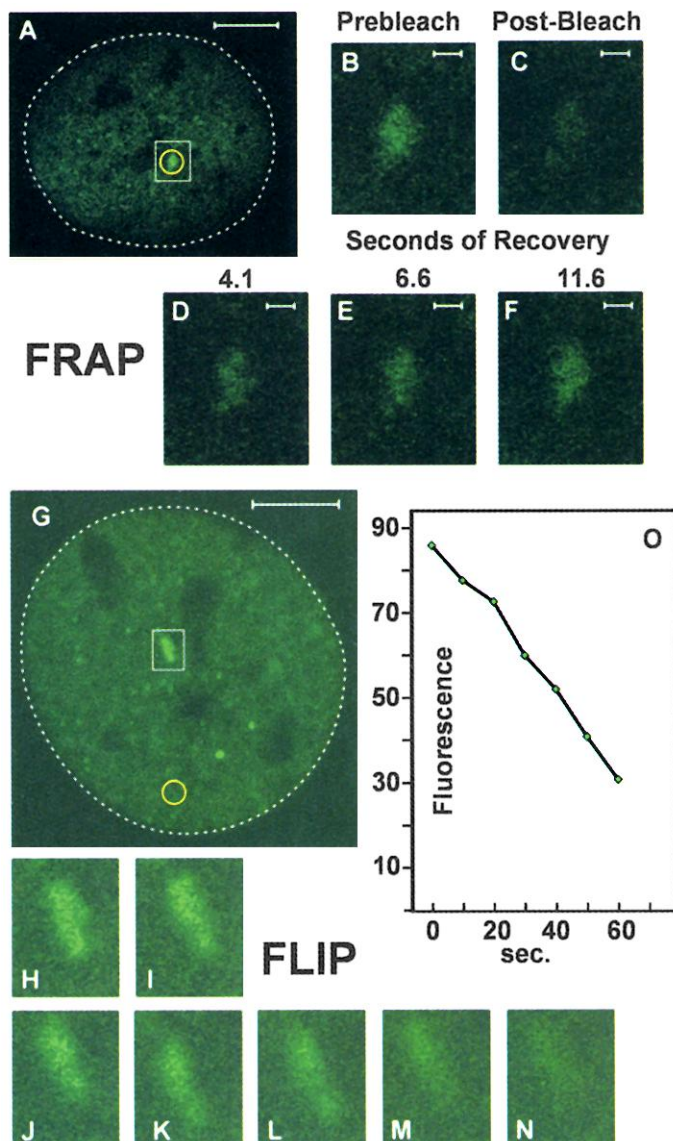 A
Prebleach
Post-Bleach
B
C
Seconds of Recovery
4.1
6.6
11.6
D
E
F
FRAP
G
O
90
70
50
30
10
Fluorescence
0
20
40
60
sec.
H
I
FLIP
J
K
L
M
N